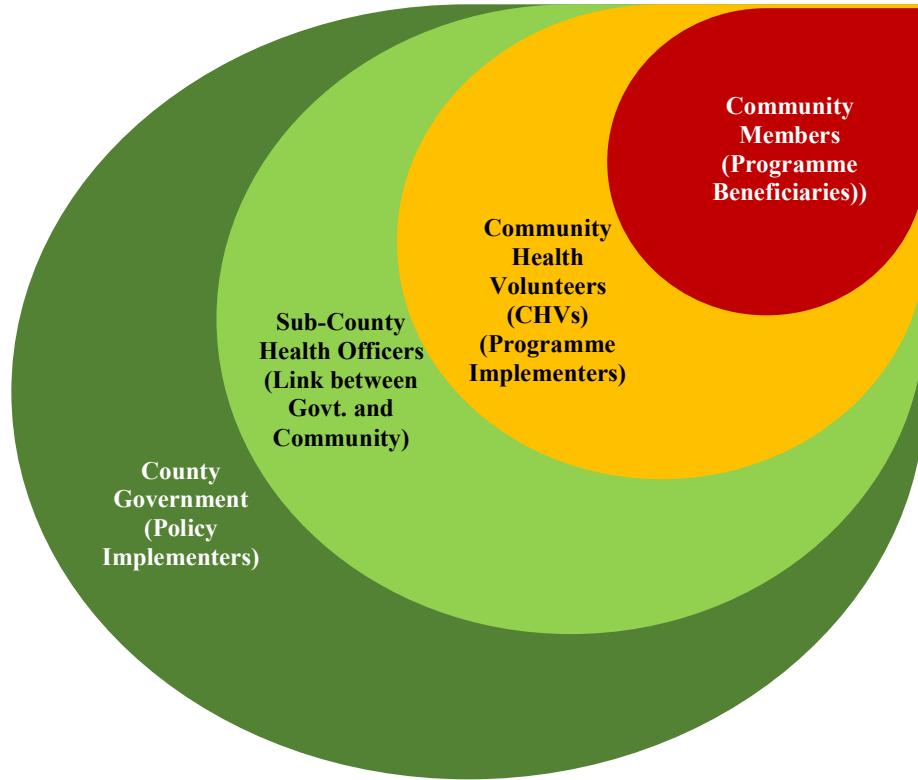 Community
Members
(Programme
Beneficiaries))
Community
Health
Volunteers
(CHVs)
(Programme
Implementers)
Sub-County
Health Officers
(Link between
Govt. and
Community)
County
Government
(Policy
Implementers)